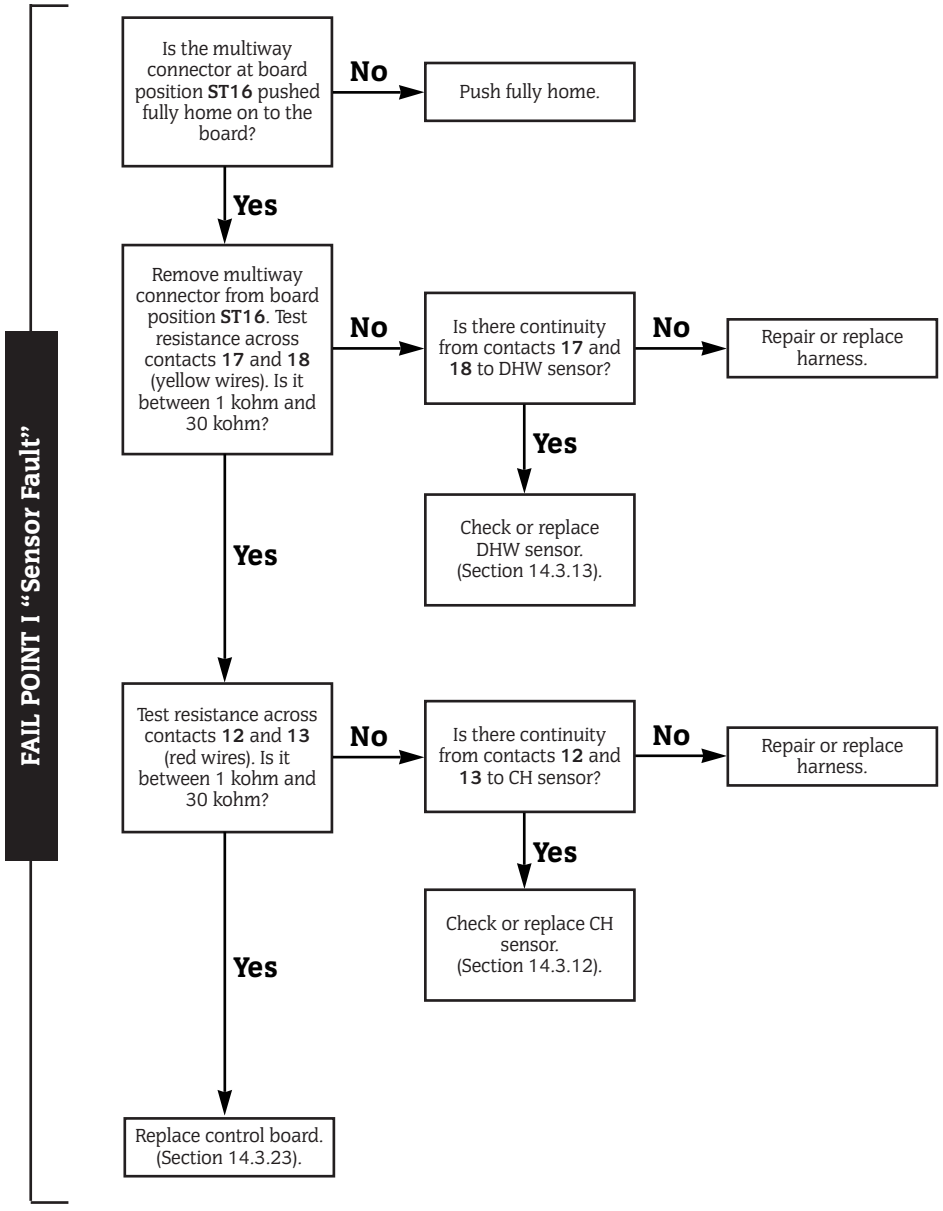 FAIL POINT I “Sensor Fault”
Is the multiway
connector at board
position ST16 pushed
fully home on to the
board?
No
Push fully home.
Yes
Remove multiway
connector from board
position ST16. Test
resistance across
contacts 17 and 18
(yellow wires). Is it
between 1 kohm and
30 kohm?
No
Is there continuity
from contacts 17 and
18 to DHW sensor?
No
Repair or replace
harness.
Yes
Check or replace
DHW sensor.
(Section 14.3.13).
Yes
Test resistance across
contacts 12 and 13
(red wires). Is it
between 1 kohm and
30 kohm?
No
Is there continuity
from contacts 12 and
13 to CH sensor?
No
Repair or replace
harness.
Yes
Check or replace CH
sensor.
(Section 14.3.12).
Yes
Replace control board.
(Section 14.3.23).